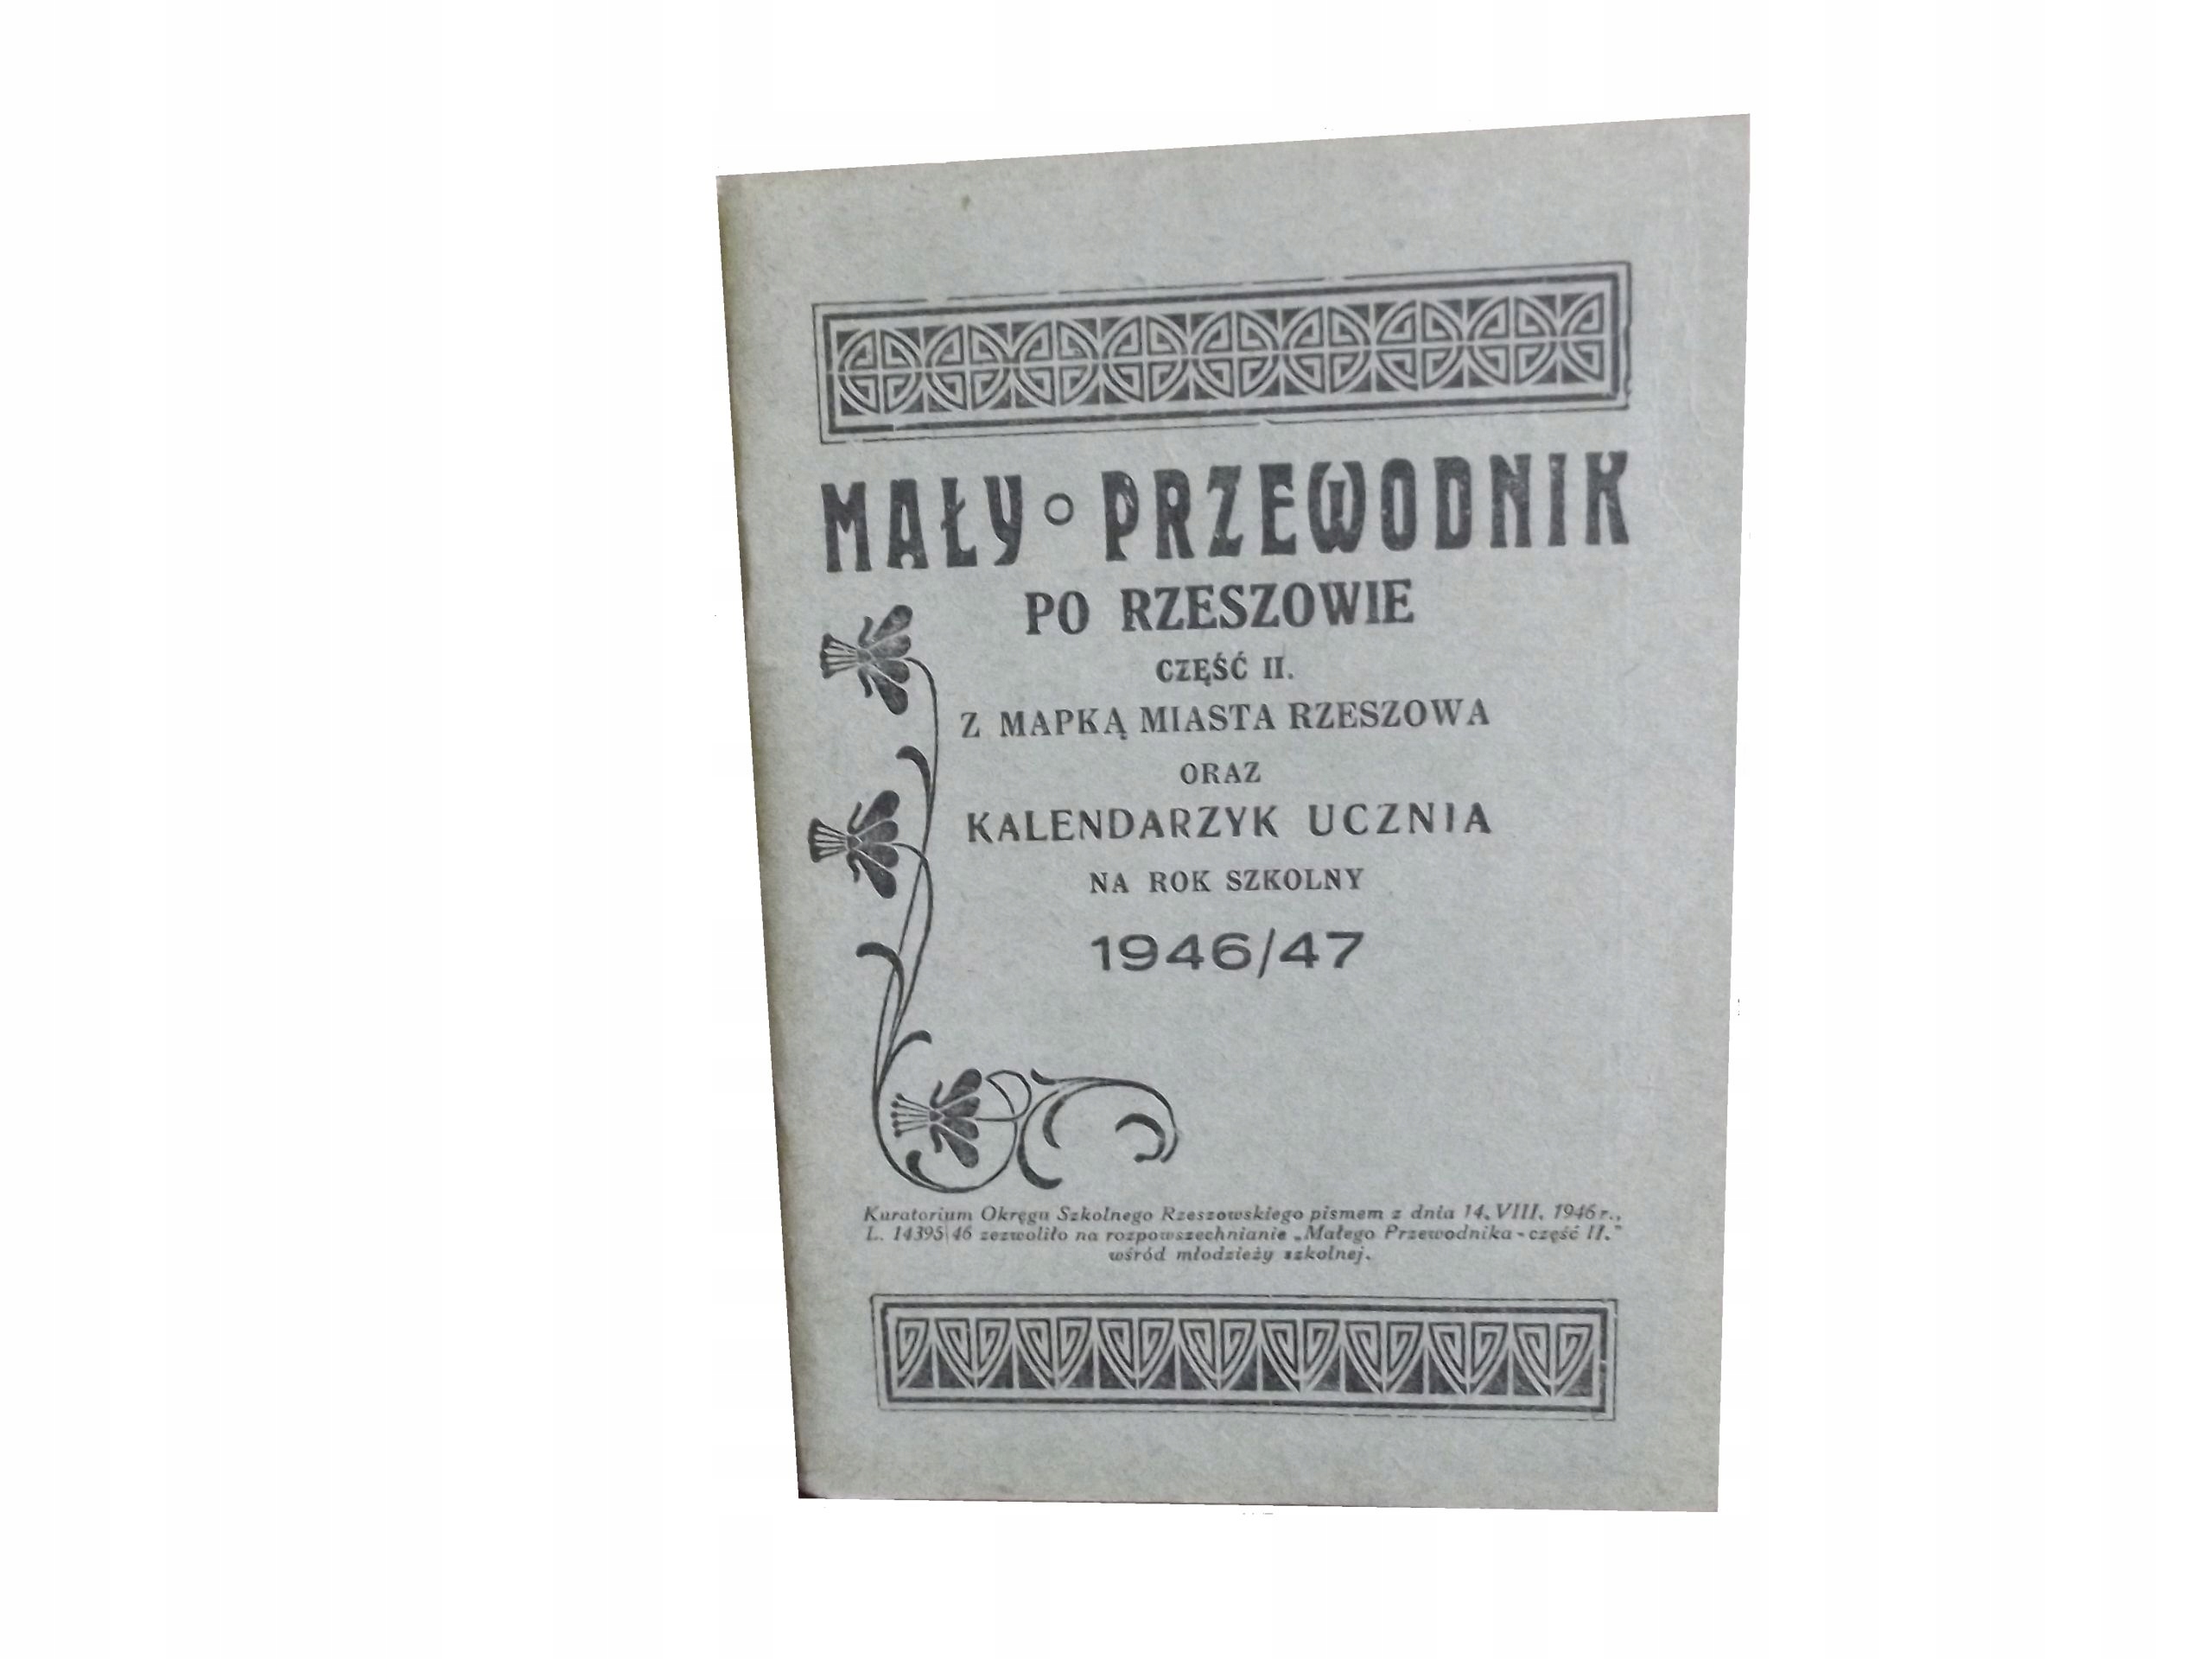 MAŁY ○ PRZEWODNIK
PO RZESZOWIE
CZĘŚĆ II.
Z MAPKĄ MIASTA RZESZOWA
ORAZ
KALENDARZYK UCZNIA
NA ROK SZKOLNY
1946/47
Kuratorium Okręgu Szkolnego Rzeszowskiego pismem z dnia 14. VIII. 1946 r.,
L. 14395|46 zezwoliło na rozpowszechnianie „Małego Przewodnika - część II."
wśród młodzieży szkolnej.